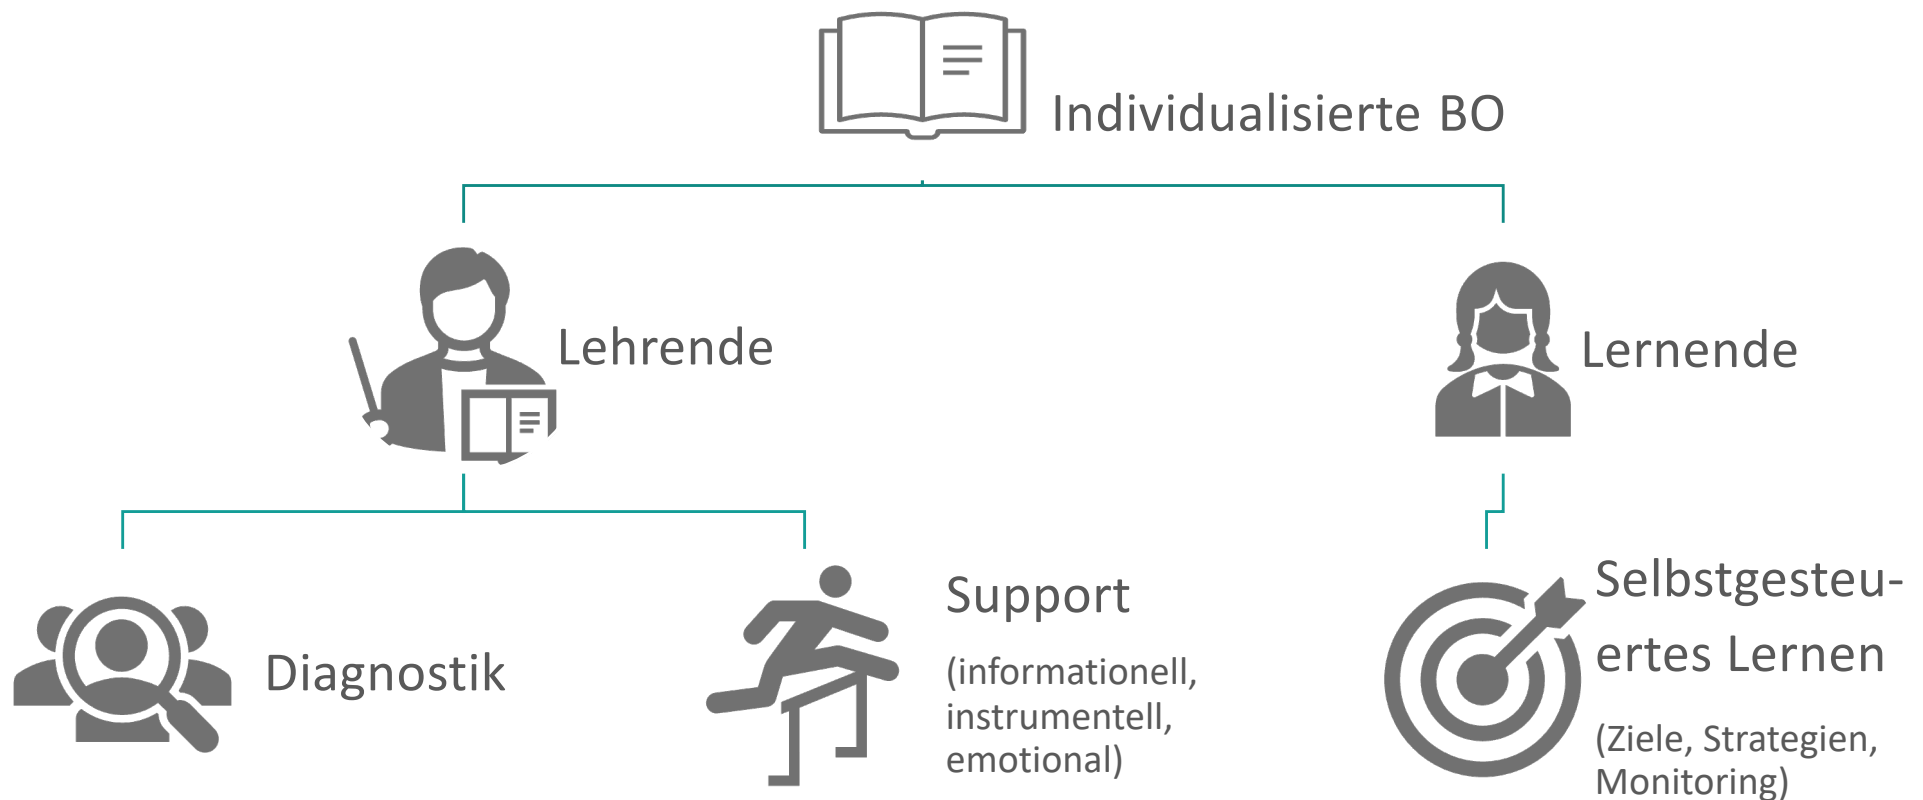 Individualisierte BO
Lehrende
Lernende
Diagnostik
Support
(informationell,
instrumentell,
emotional)
Selbstgesteu-
ertes Lernen
(Ziele, Strategien,
Monitoring)